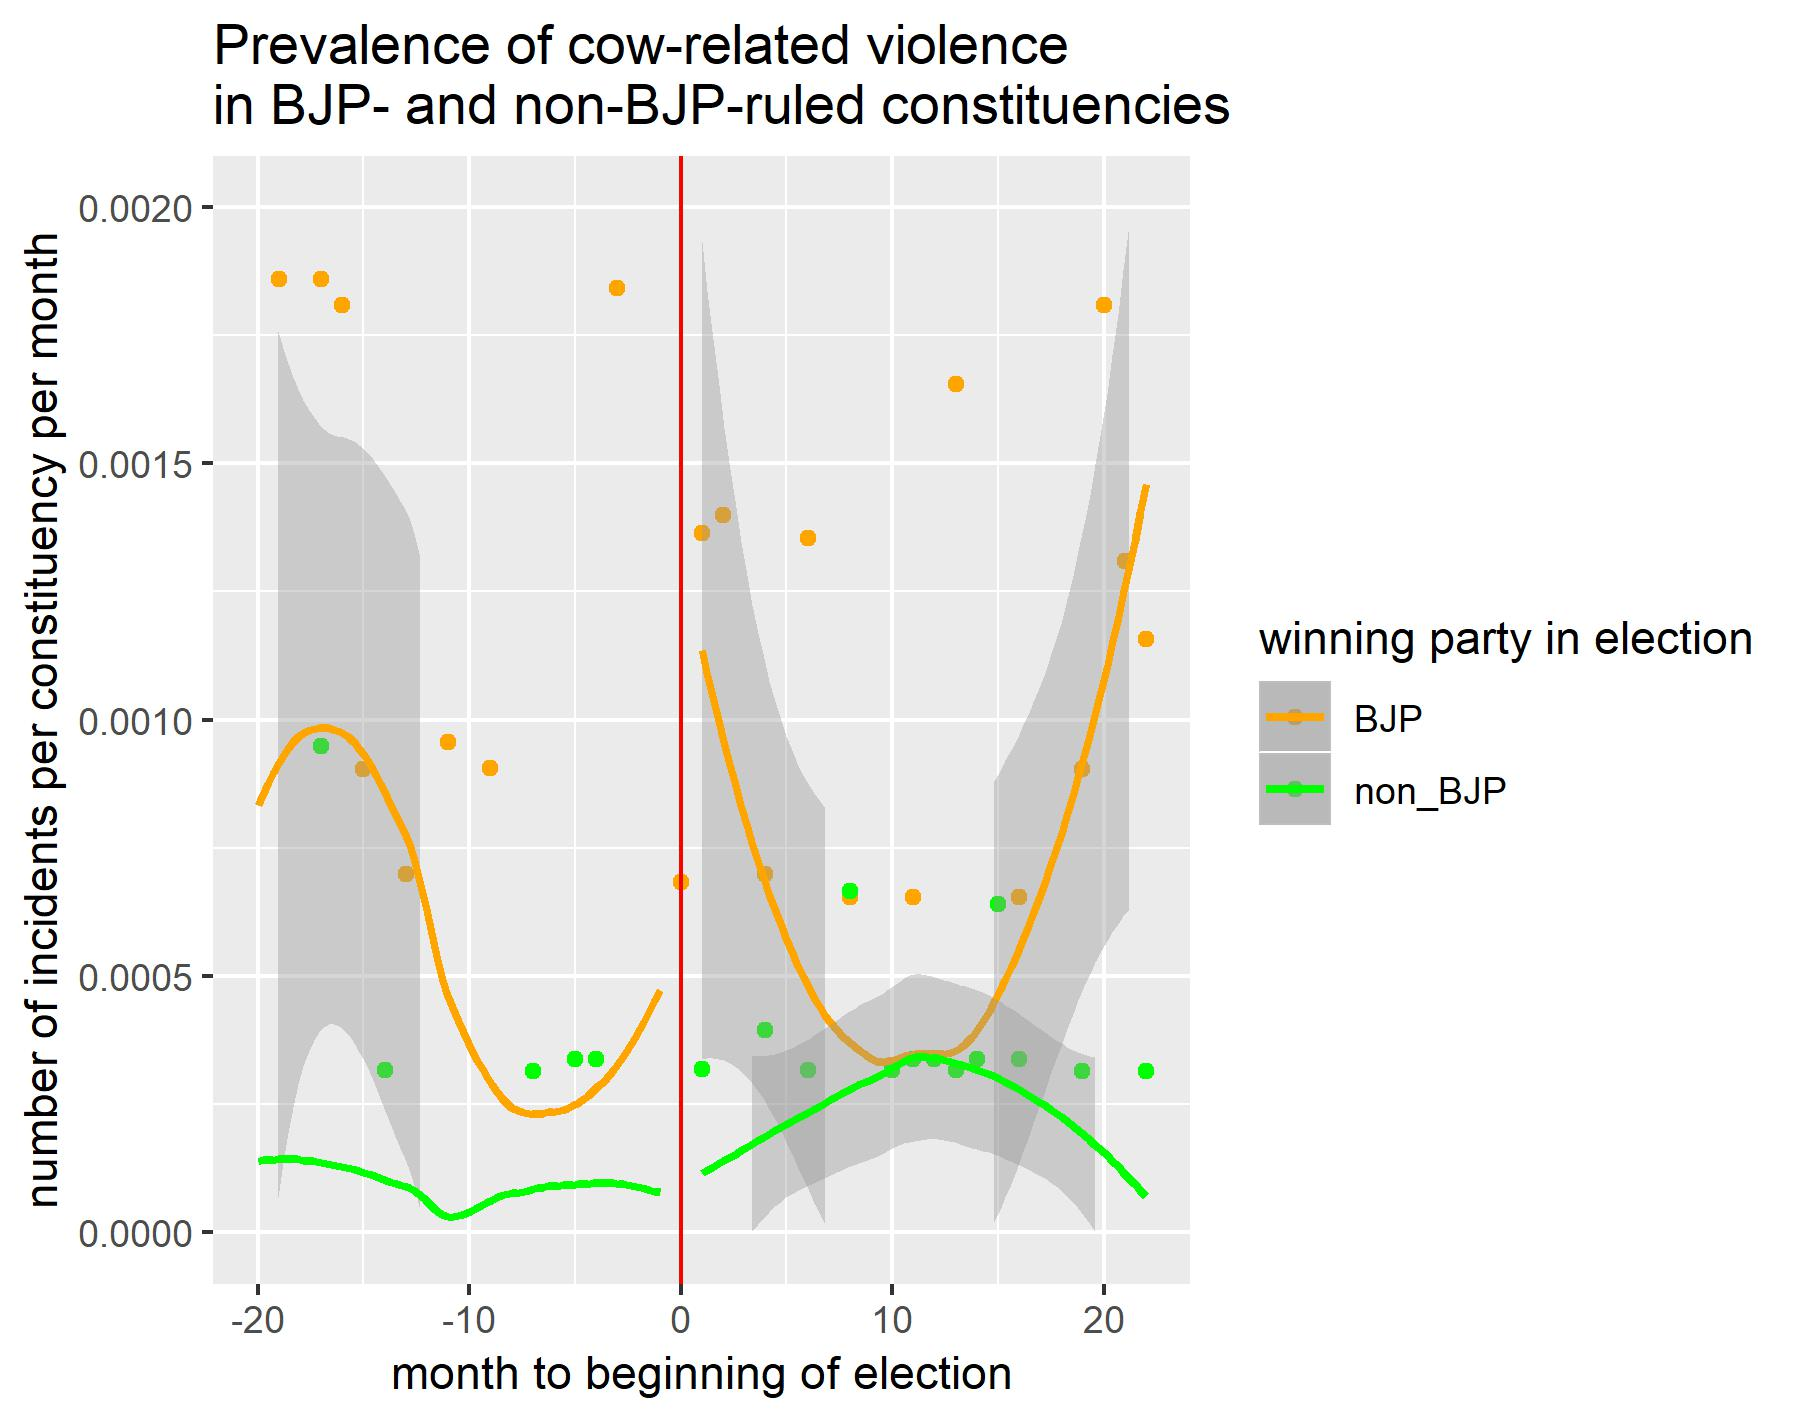 Prevalence of cow-related violence
in BJP- and non-BJP-ruled constituencies
number of incidents per constituency per month
0.0020
0.0015
0.0010
0.0005
0.0000
-20 -10 0 10 20
month to beginning of election
winning party in election
BJP
non_BJP